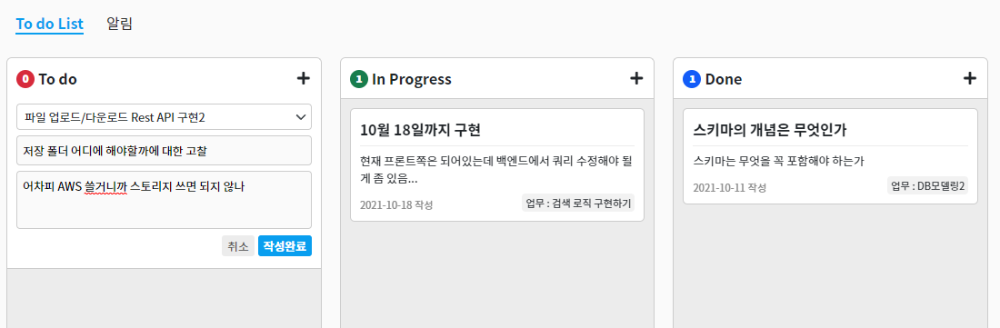 To do List 알림
0 To do
파일 업로드/다운로드 Rest API 구현2
저장 폴더 어디에 해야할까에 대한 고찰
어차피 AWS 쓸거니까 스토리지 쓰면 되지 않나
취소 작성완료
1 In Progress
10월 18일까지 구현
현재 프론트쪽은 되어있는데 백엔드에서 쿼리 수정해야 될
게 좀 있음...
2021-10-18 작성 업무 : 검색 로직 구현하기
1 Done
스키마의 개념은 무엇인가
스키마는 무엇을 꼭 포함해야 하는가
2021-10-11 작성 업무 : DB모델링2